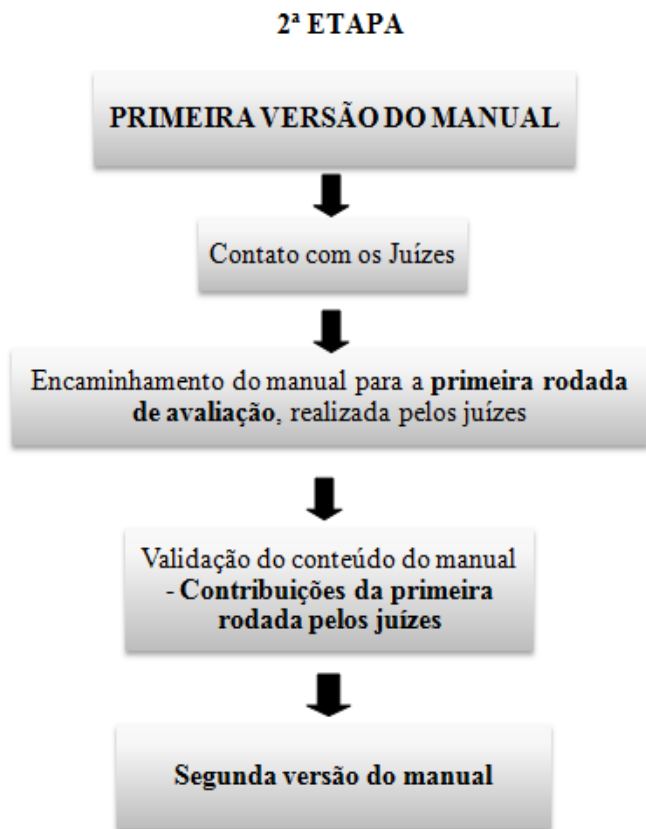 2ª ETAPA
PRIMEIRA VERSÃO DO MANUAL
Contato com os Juízes
Encaminhamento do manual para a primeira rodada
de avaliação, realizada pelos juízes
Validação do conteúdo do manual
- Contribuições da primeira
rodada pelos juízes
Segunda versão do manual